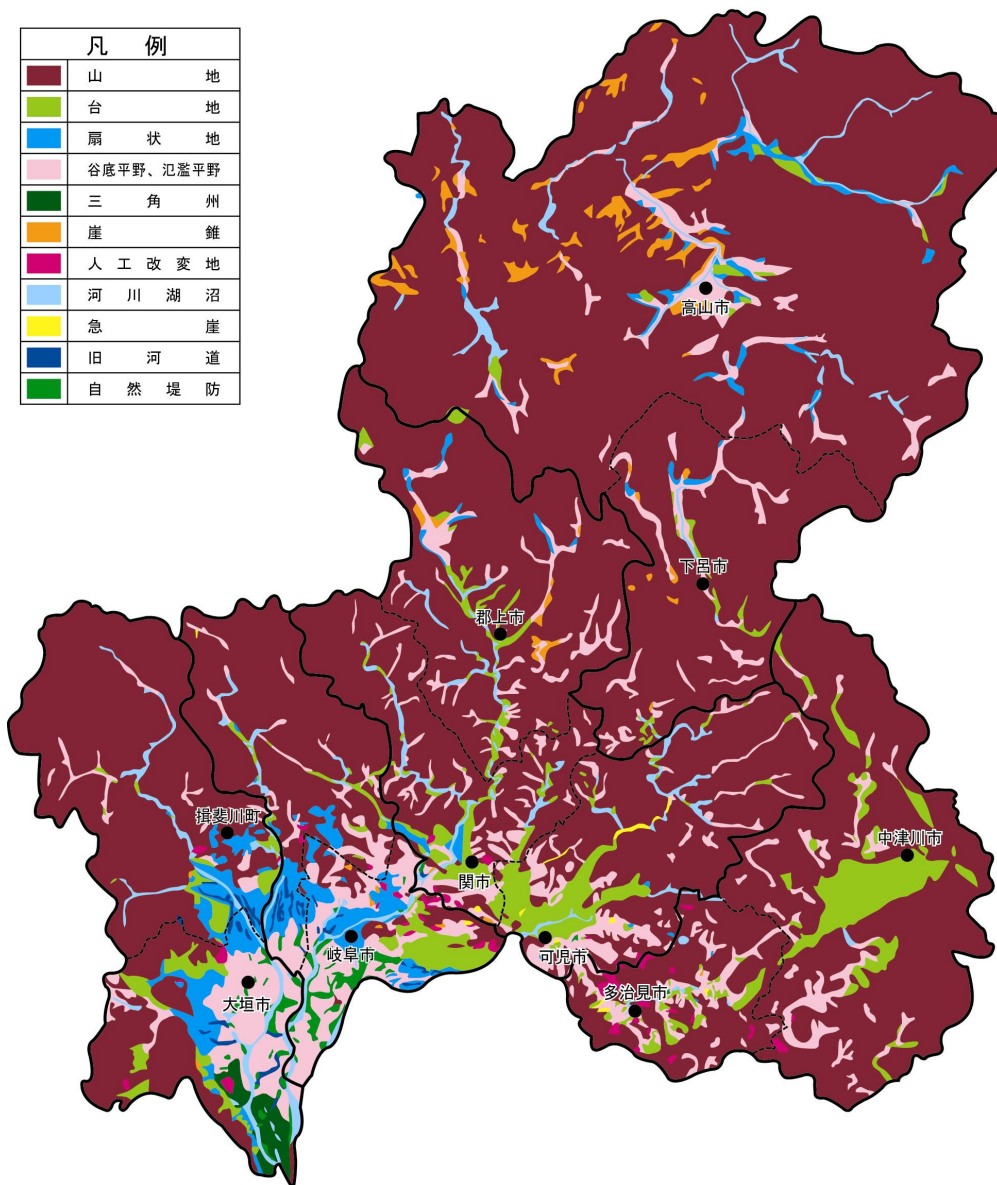 凡例
山地
台地
扇状地
谷底平野、氾濫平野
三角州
崖錐
人工改変地
河川湖沼
急崖
旧河道
自然堤防
高山市
下呂市
郡上市
揖斐川町
関市
中津川市
岐阜市
可児市
大垣市
多治見市